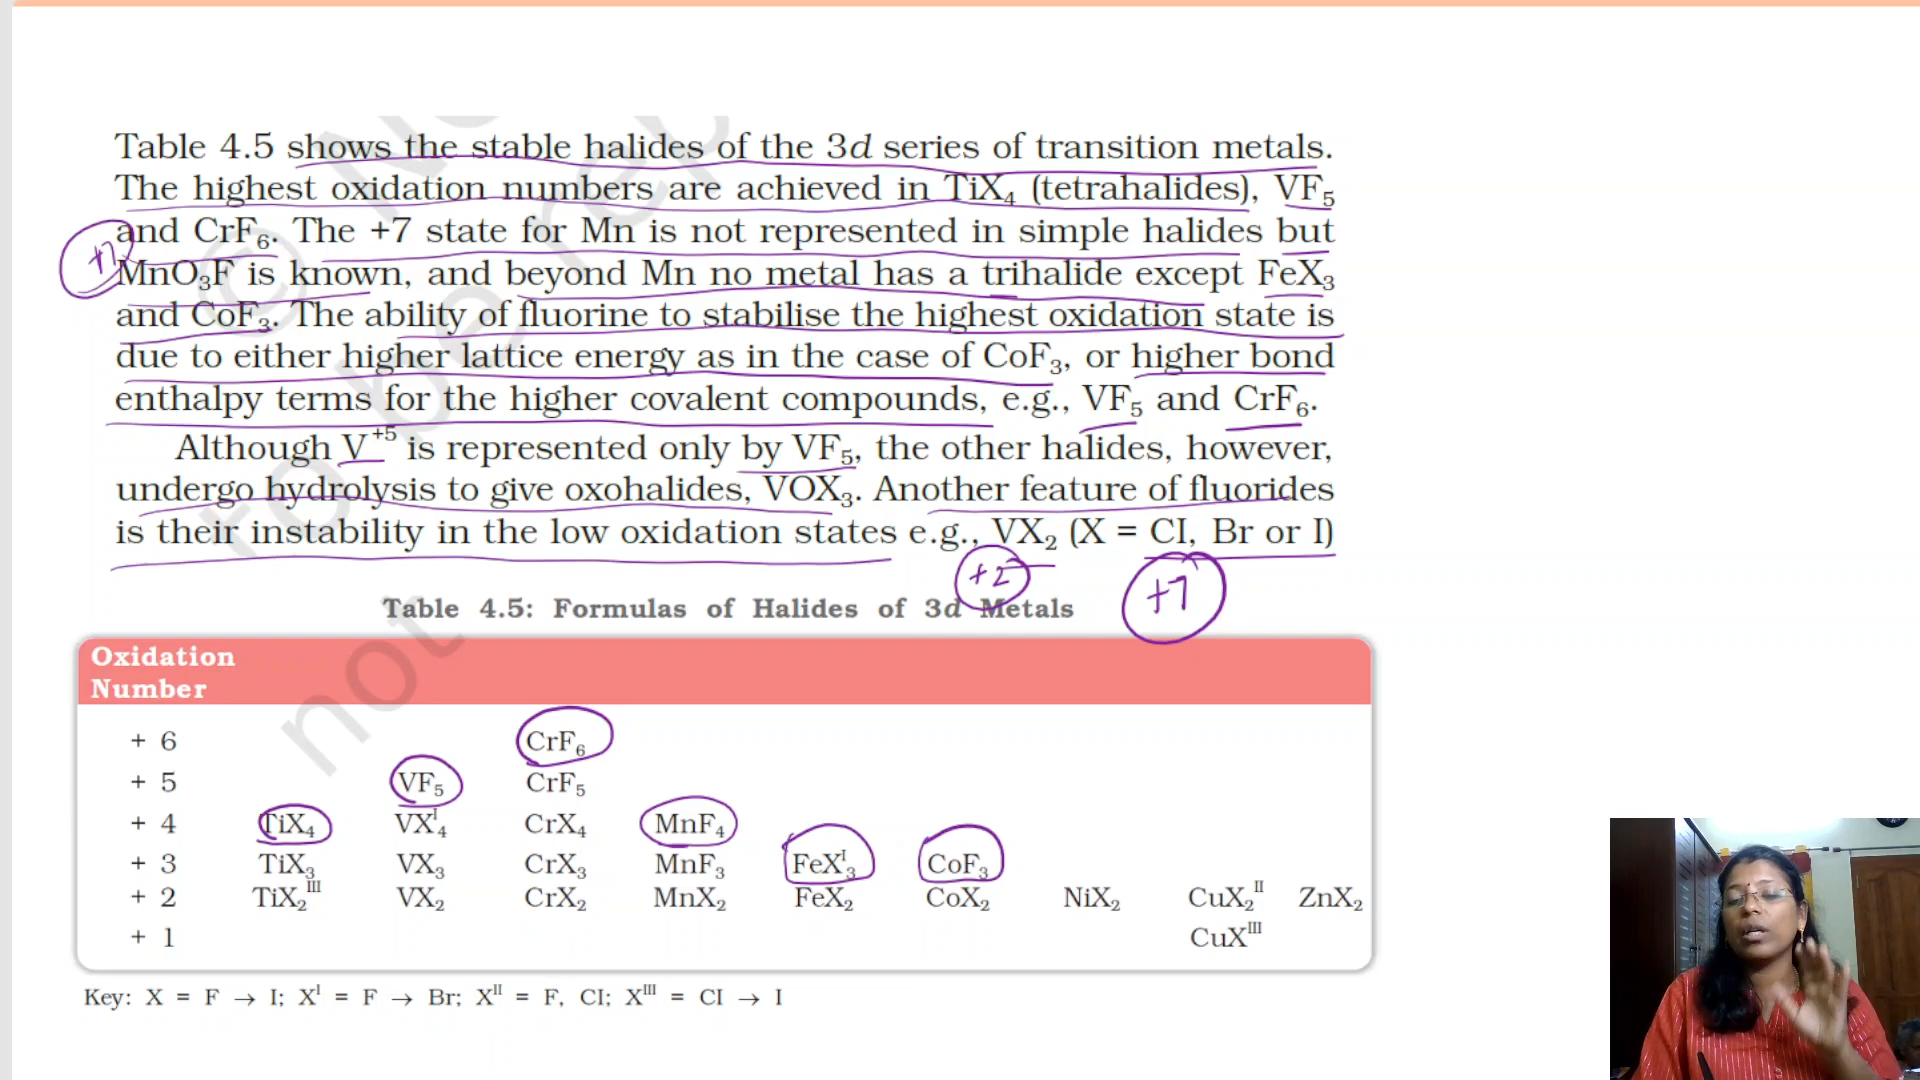 Table 4.5 shows the stable halides of the 3d series of transition metals.
The highest oxidation numbers are achieved in TiX₄ (tetrahalides), VF₅
and CrF₆. The +7 state for Mn is not represented in simple halides but
+7
MnO₃F is known, and beyond Mn no metal has a trihalide except FeX₃
and CoF₃. The ability of fluorine to stabilise the highest oxidation state is
due to either higher lattice energy as in the case of CoF₃, or higher bond
enthalpy terms for the higher covalent compounds, e.g., VF₅ and CrF₆.
Although V⁺⁵ is represented only by VF₅, the other halides, however,
undergo hydrolysis to give oxohalides, VOX₃. Another feature of fluorides
is their instability in the low oxidation states e.g., VX₂ (X = CI, Br or I)
+2 +7
Table 4.5: Formulas of Halides of 3d Metals
Oxidation
Number
+ 6 CrF₆
+ 5 VF₅ CrF₅
+ 4 TiX₄ VXᴵ₄ CrX₄ MnF₄
+ 3 TiX₃ VX₃ CrX₃ MnF₃ FeXᴵ₃ CoF₃
+ 2 TiX₂ᴵᴵᴵ VX₂ CrX₂ MnX₂ FeX₂ CoX₂ NiX₂ CuX₂ᴵᴵ ZnX₂
+ 1 CuXᴵᴵᴵ
Key: X = F → I; Xᴵ = F → Br; Xᴵᴵ = F, CI; Xᴵᴵᴵ = CI → I